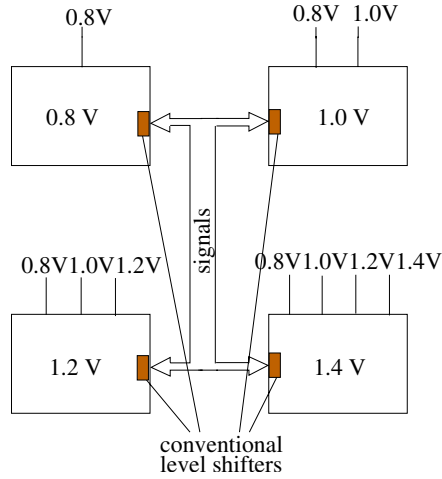 0.8V
0.8V 1.0V
0.8 V
1.0 V
signals
0.8V1.0V1.2V
0.8V1.0V1.2V1.4V
1.2 V
1.4 V
conventional
level shifters